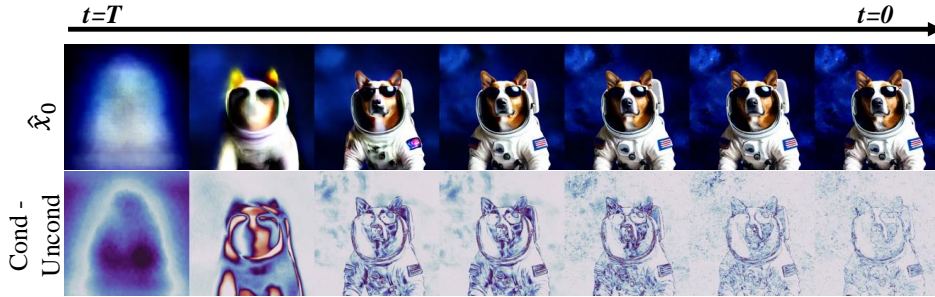 t=T
t=0
x̂₀
Cond -
Uncond